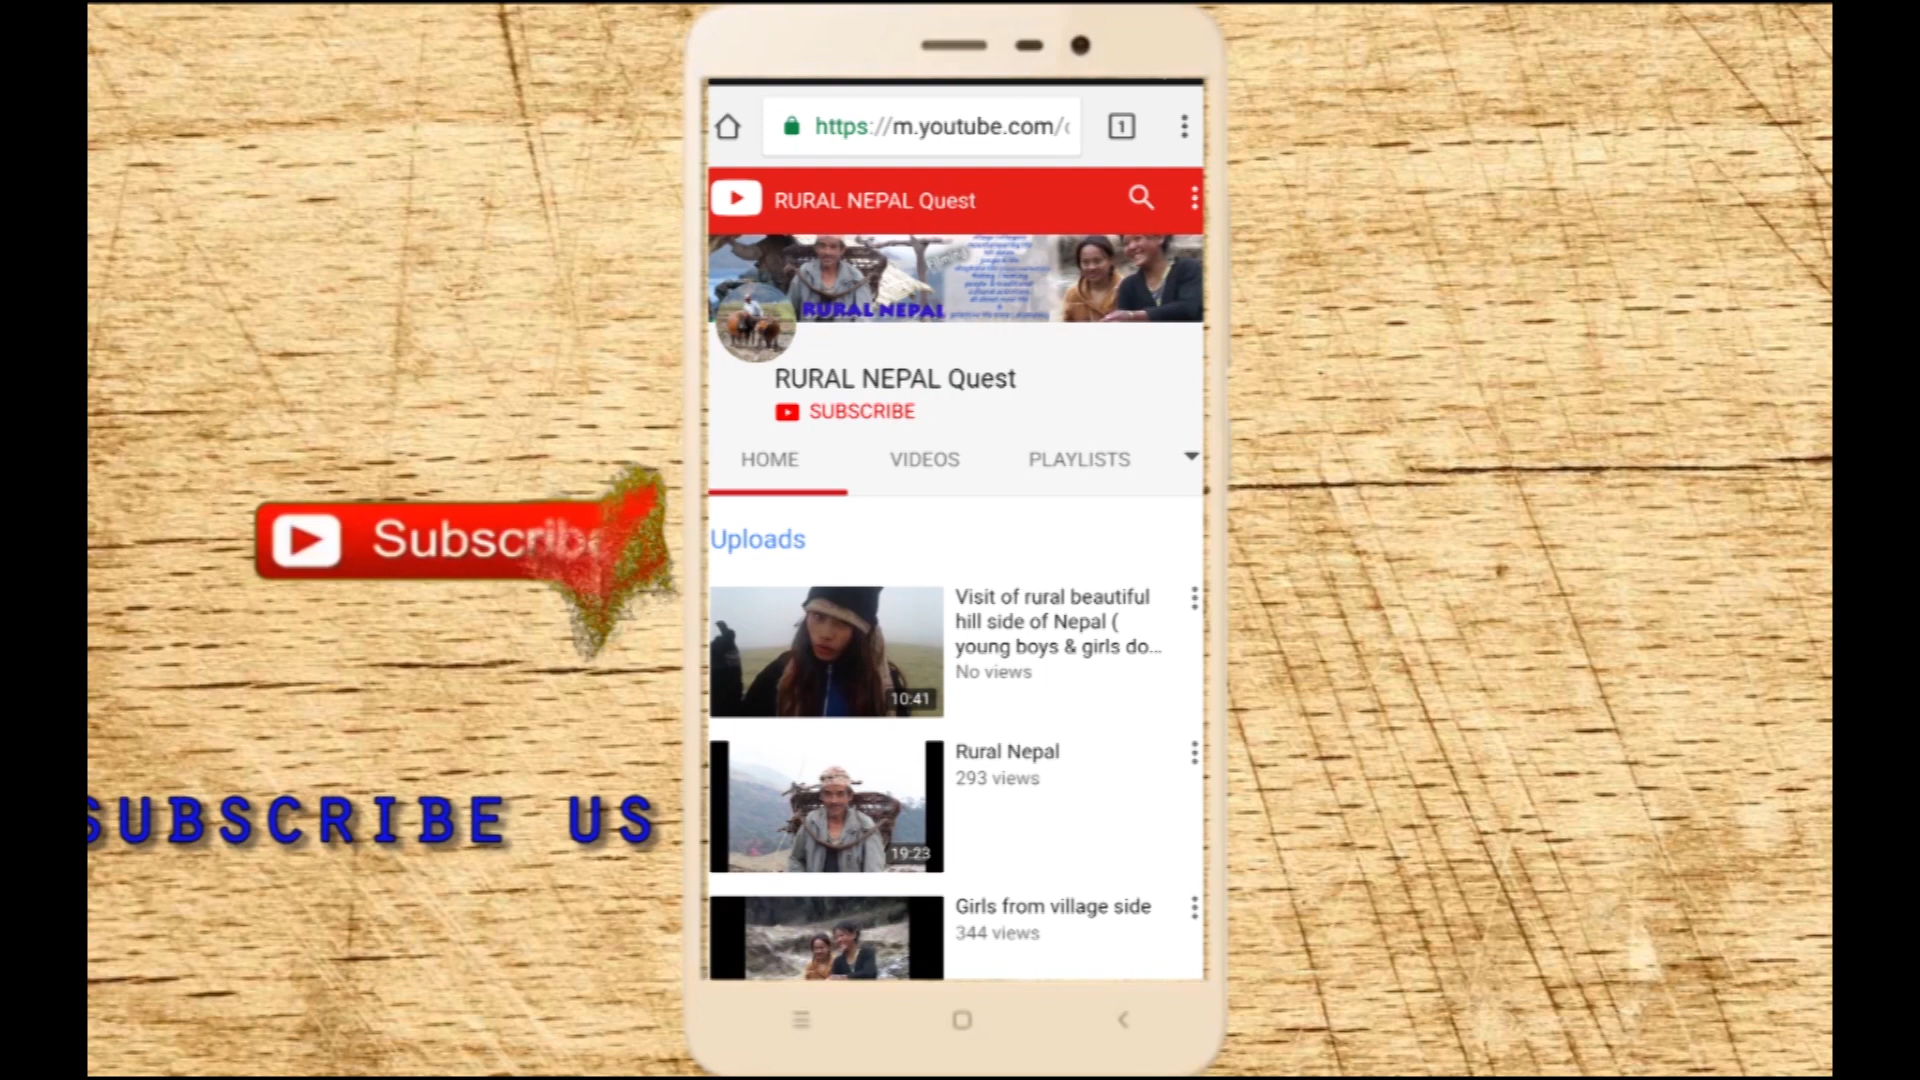 https://m.youtube.com/
1
RURAL NEPAL Quest
RURAL NEPAL
RURAL NEPAL Quest
SUBSCRIBE
HOME VIDEOS PLAYLISTS
Uploads
Visit of rural beautiful
hill side of Nepal (
young boys & girls do...
No views
10:41
Rural Nepal
293 views
19:23
Girls from village side
344 views
Subscribe
SUBSCRIBE US